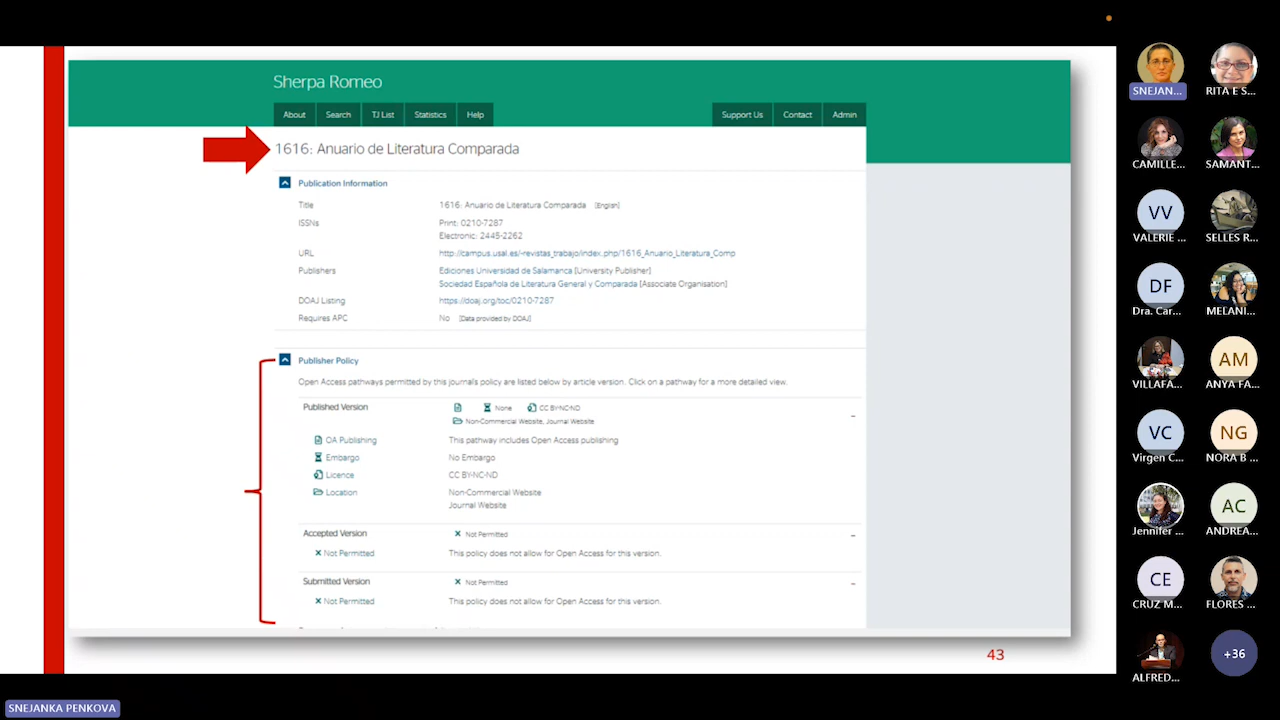 Sherpa Romeo
About Search TJ List Statistics Help Support Us Contact Admin
1616: Anuario de Literatura Comparada
Publication Information
Title 1616: Anuario de Literatura Comparada [English]
ISSNs Print: 0210-7287
Electronic: 2445-2262
URL http://campus.usal.es/~revistas_trabajo/index.php/1616_Anuario_Literatura_Comp
Publishers Ediciones Universidad de Salamanca [University Publisher]
Sociedad Española de Literatura General y Comparada [Associate Organisation]
DOAJ Listing https://doaj.org/toc/0210-7287
Requires APC No [Data provided by DOAJ]
Publisher Policy
Open Access pathways permitted by this journal's policy are listed below by article version. Click on a pathway for a more detailed view.
Published Version None CC BY-NC-ND
Non-Commercial Website, Journal Website
OA Publishing This pathway includes Open Access publishing
Embargo No Embargo
Licence CC BY-NC-ND
Location Non-Commercial Website
Journal Website
Accepted Version Not Permitted
Not Permitted This policy does not allow for Open Access for this version.
Submitted Version Not Permitted
Not Permitted This policy does not allow for Open Access for this version.
43
SNEJAN... RITA E S...
CAMILLE... SAMANT...
VV
VALERIE ... SELLES R...
DF
Dra. Car... MELANI...
AM
VILLAFA... ANYA FA...
VC NG
Virgen C... NORA B ...
AC
Jennifer ... ANDREA...
CE
CRUZ M... FLORES ...
+36
ALFRED...
SNEJANKA PENKOVA